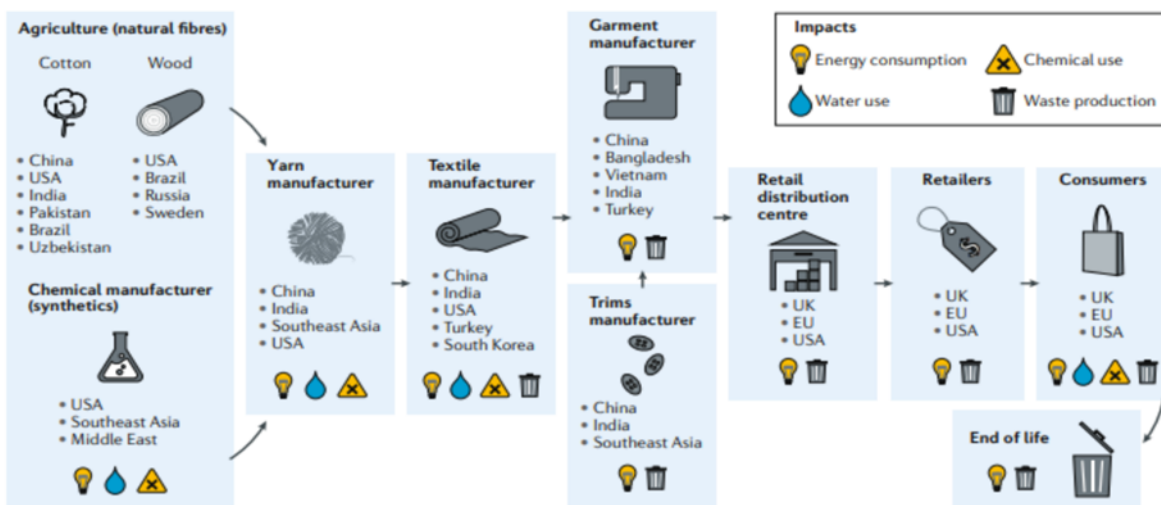 Agriculture (natural fibres)
Cotton
• China
• USA
• India
• Pakistan
• Brazil
• Uzbekistan
Wood
• USA
• Brazil
• Russia
• Sweden
Chemical manufacturer
(synthetics)
• USA
• Southeast Asia
• Middle East
Yarn
manufacturer
• China
• India
• Southeast Asia
• USA
Textile
manufacturer
• China
• India
• USA
• Turkey
• South Korea
Garment
manufacturer
• China
• Bangladesh
• Vietnam
• India
• Turkey
Trims
manufacturer
• China
• India
• Southeast Asia
Impacts
Energy consumption
Chemical use
Water use
Waste production
Retail
distribution
centre
• UK
• EU
• USA
Retailers
• UK
• EU
• USA
Consumers
• UK
• EU
• USA
End of life